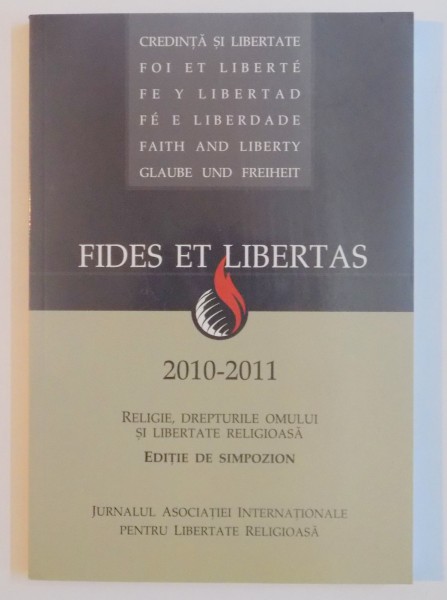 CREDINȚĂ ȘI LIBERTATE
FOI ET LIBERTÉ
FE Y LIBERTAD
FÉ E LIBERDADE
FAITH AND LIBERTY
GLAUBE UND FREIHEIT
FIDES ET LIBERTAS
2010-2011
RELIGIE, DREPTURILE OMULUI
ȘI LIBERTATE RELIGIOASĂ
EDIȚIE DE SIMPOZION
JURNALUL ASOCIAȚIEI INTERNAȚIONALE
PENTRU LIBERTATE RELIGIOASĂ